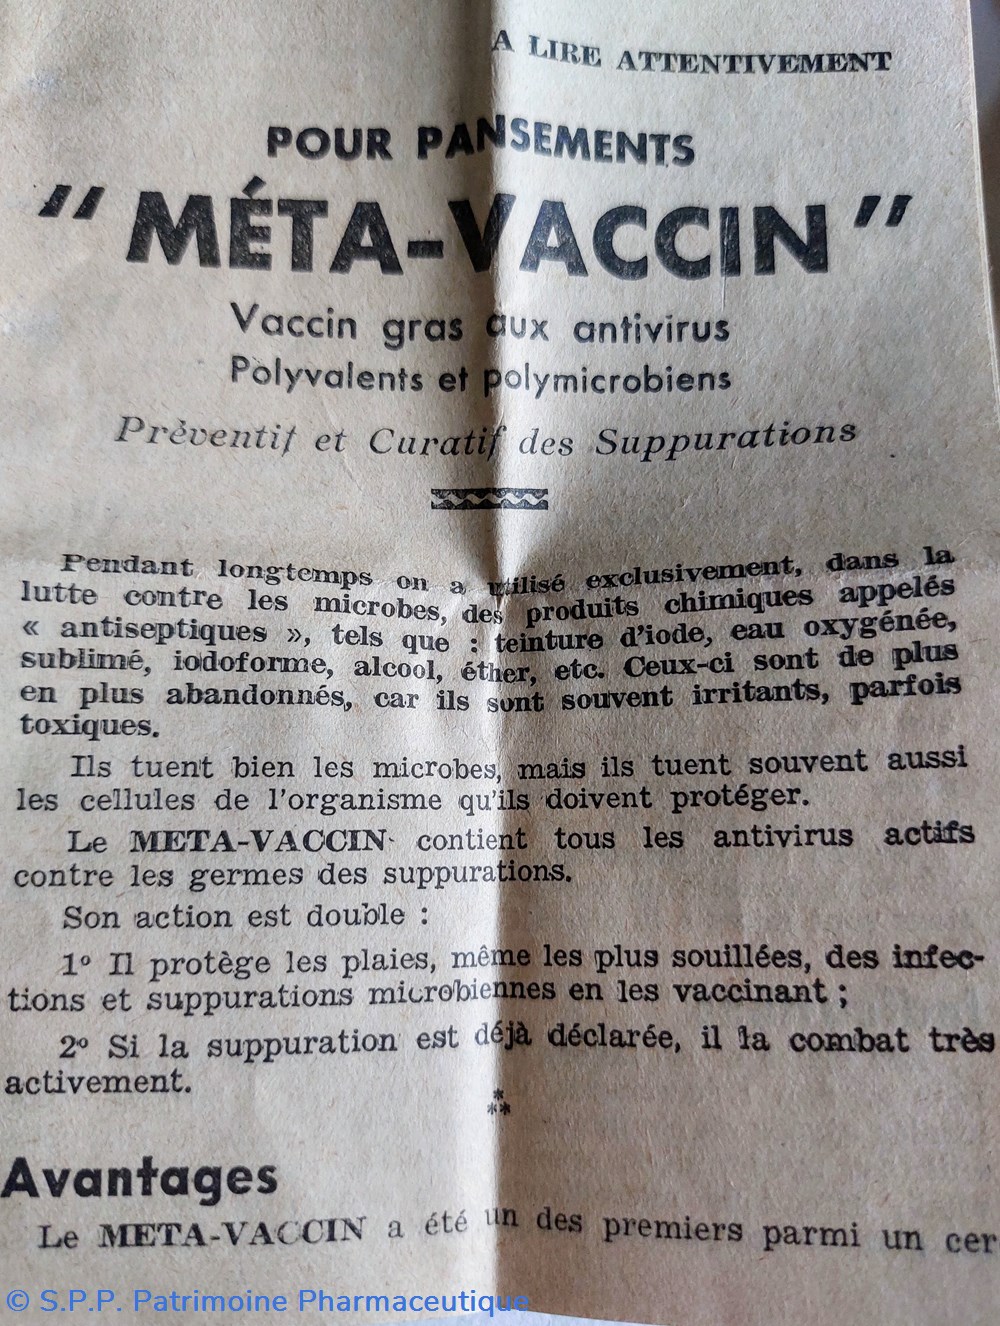 A LIRE ATTENTIVEMENT
POUR PANSEMENTS
"MÉTA-VACCIN"
Vaccin gras aux antivirus
Polyvalents et polymicrobiens
Préventif et Curatif des Suppurations
Pendant longtemps on a utilisé exclusivement, dans la
lutte contre les microbes, des produits chimiques appelés
« antiseptiques », tels que : teinture d'iode, eau oxygénée,
sublimé, iodoforme, alcool, éther, etc. Ceux-ci sont de plus
en plus abandonnés, car ils sont souvent irritants, parfois
toxiques.
Ils tuent bien les microbes, mais ils tuent souvent aussi
les cellules de l'organisme qu'ils doivent protéger.
Le META-VACCIN contient tous les antivirus actifs
contre les germes des suppurations.
Son action est double :
1° Il protège les plaies, même les plus souillées, des infec-
tions et suppurations microbiennes en les vaccinant ;
2° Si la suppuration est déjà déclarée, il la combat très
activement.
***
Avantages
Le META-VACCIN a été un des premiers parmi un cer
© S.P.P. Patrimoine Pharmaceutique